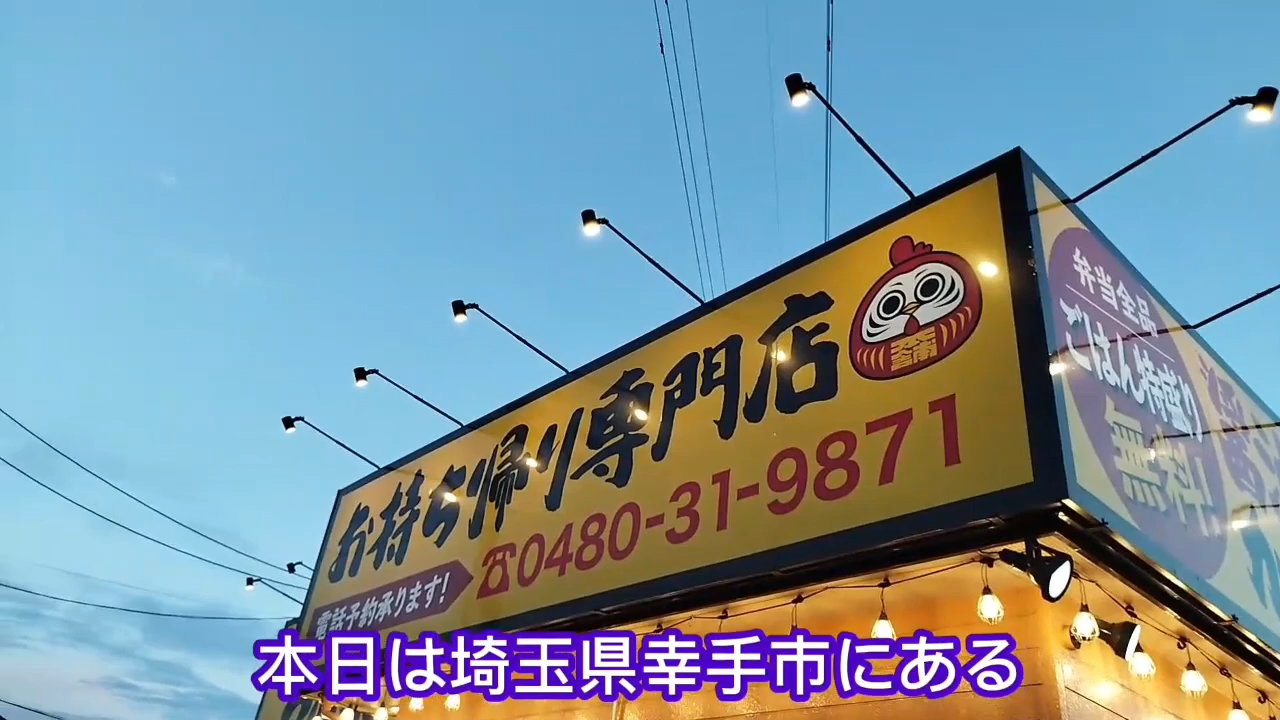 お持ち帰り専門店
電話予約承ります!
☎0480-31-9871
弁当全品
ごはん特盛り
無料!
本日は埼玉県幸手市にある